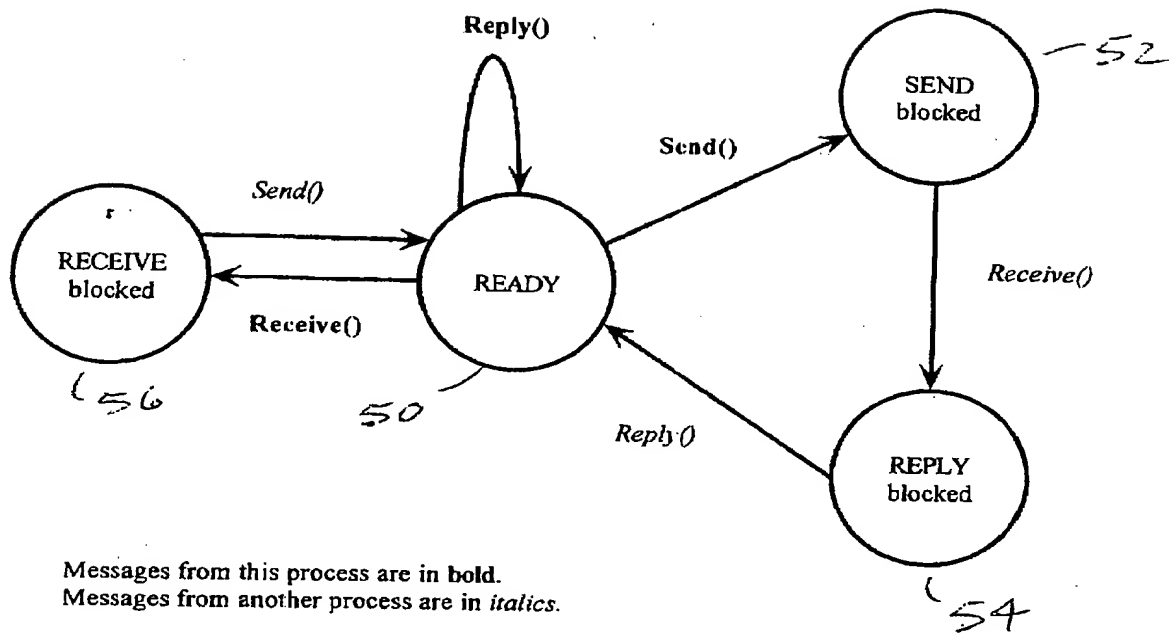 Reply()
52
SEND
blocked
Send()
Send()
RECEIVE
blocked
READY
Receive()
Receive()
56
50
Reply()
REPLY
blocked
Messages from this process are in bold.
Messages from another process are in italics.
54